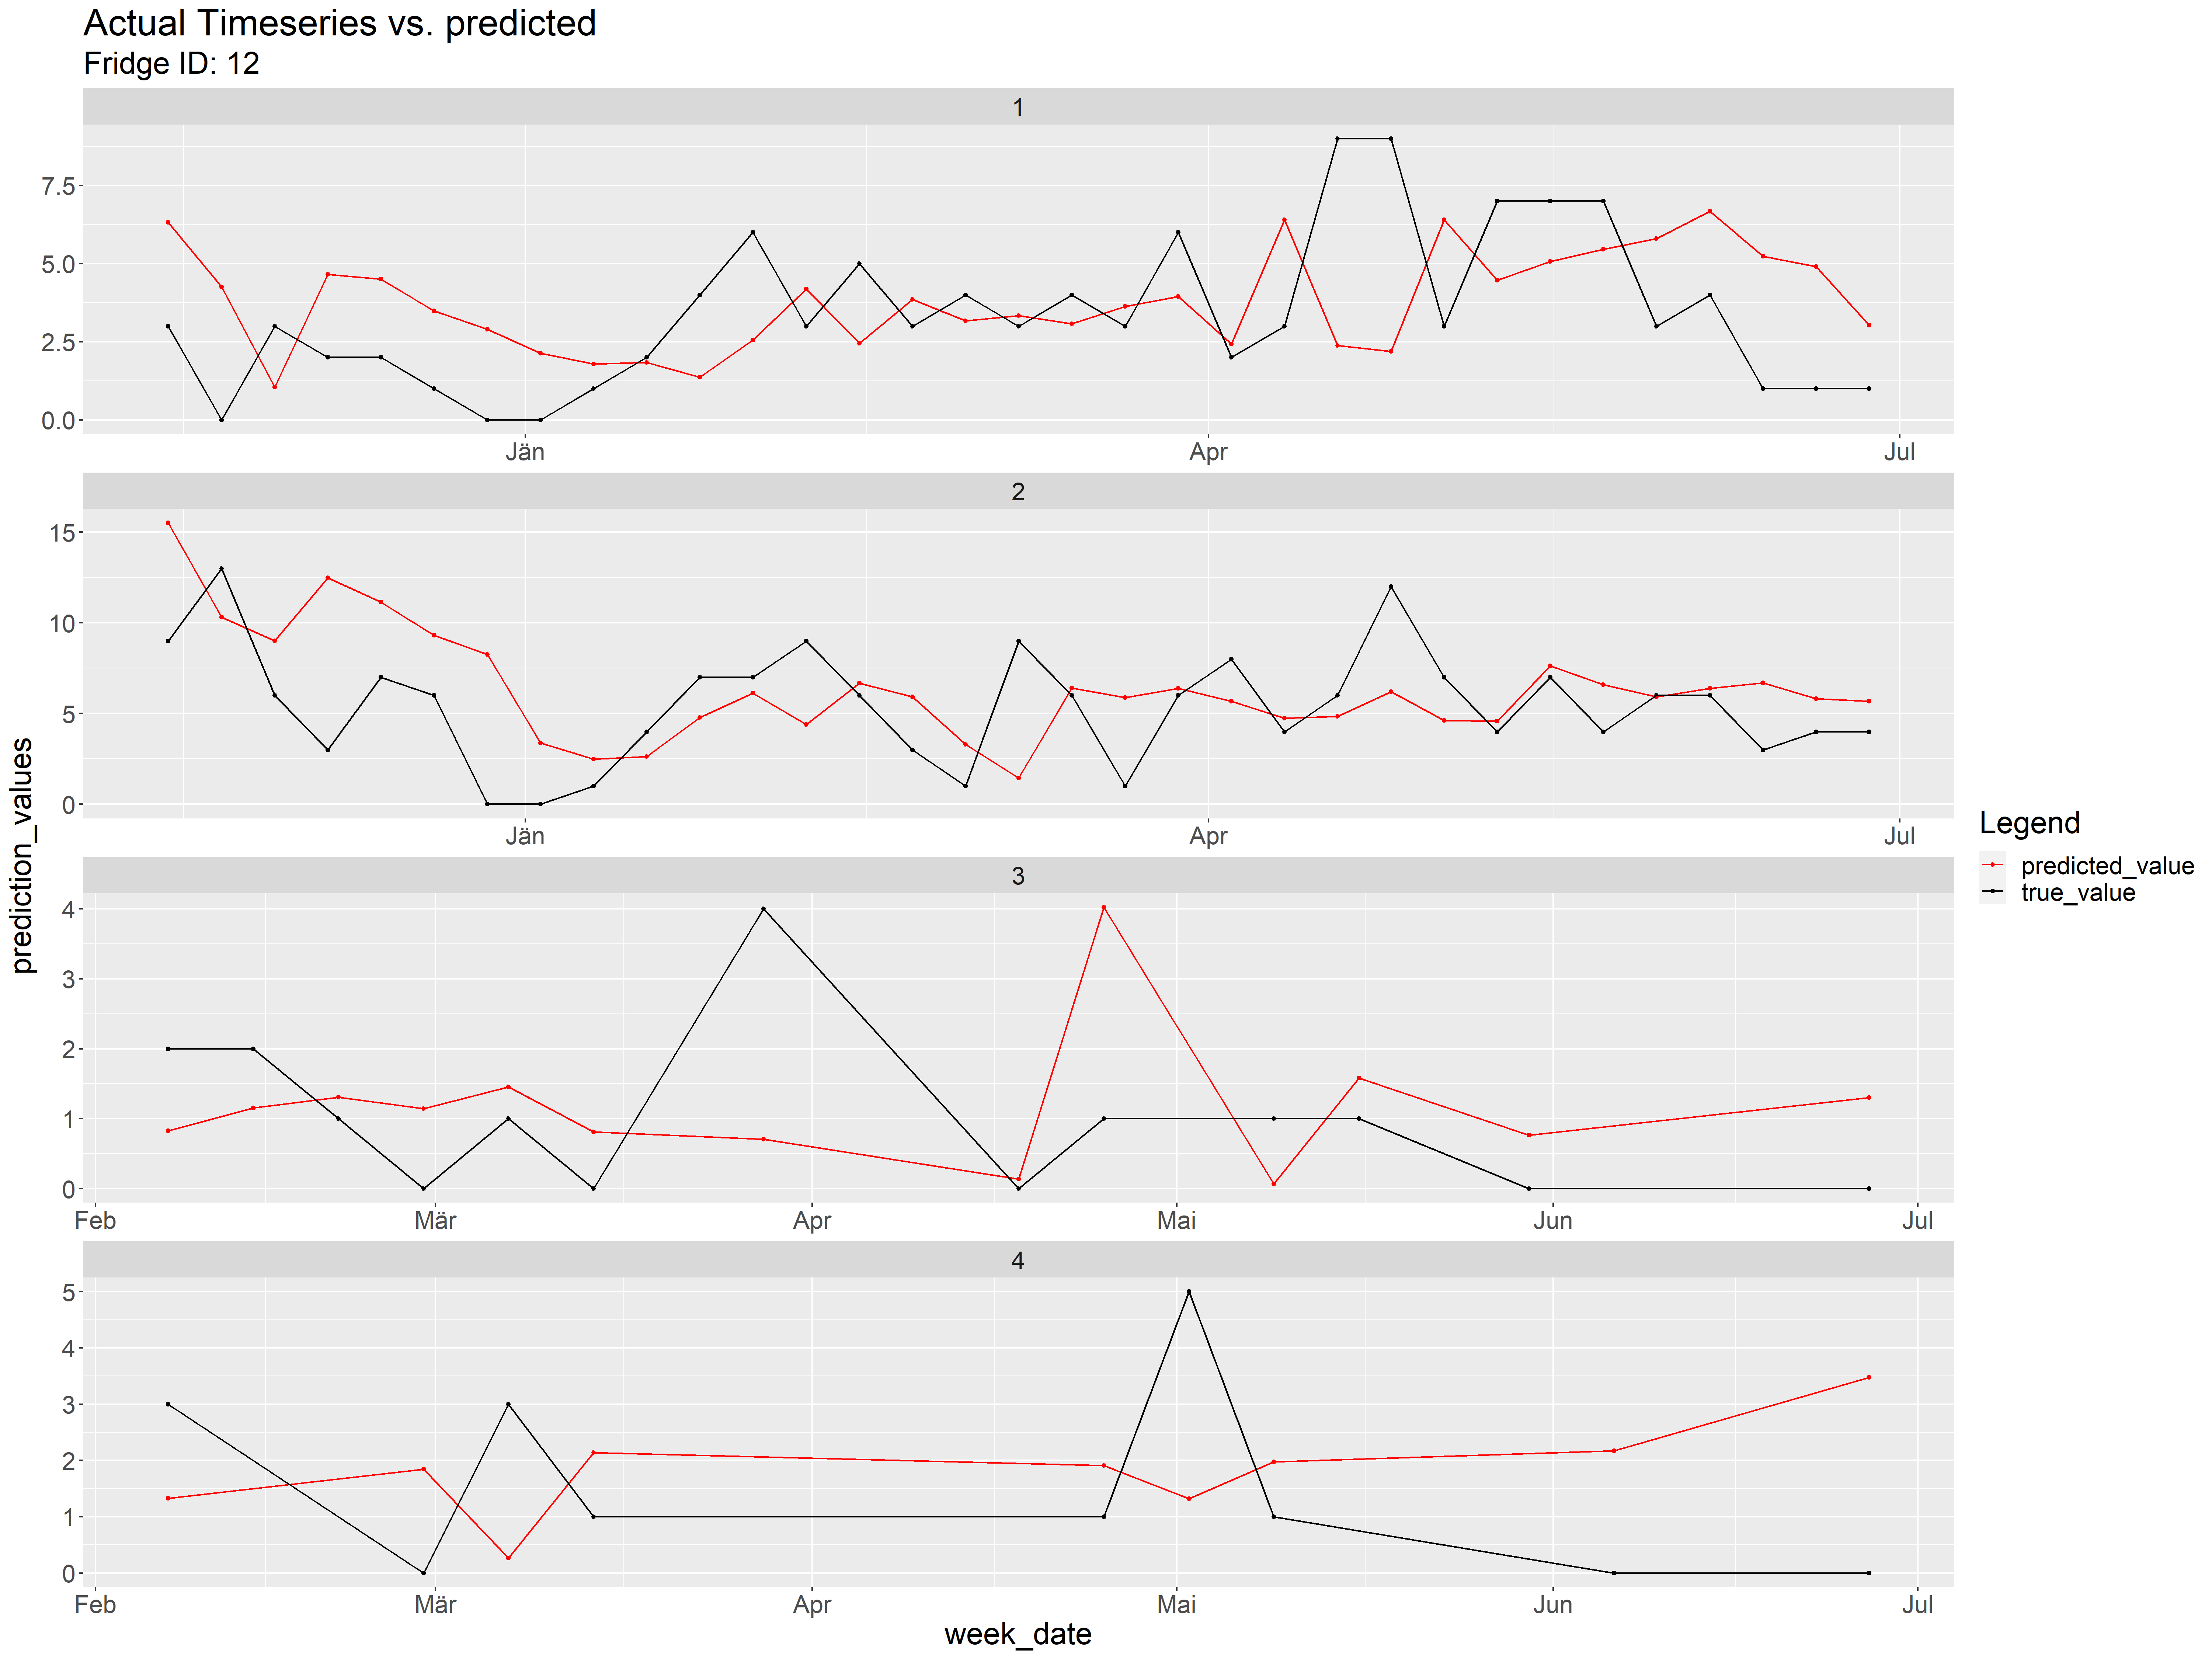 Actual Timeseries vs. predicted
Fridge ID: 12
1
7.5
5.0
2.5
0.0
Jän Apr Jul
2
15
10
5
0
Jän Apr Jul
prediction_values
3
4
3
2
1
0
Feb Mär Apr Mai Jun Jul
4
5
4
3
2
1
0
Feb Mär Apr Mai Jun Jul
week_date
Legend
predicted_value
true_value